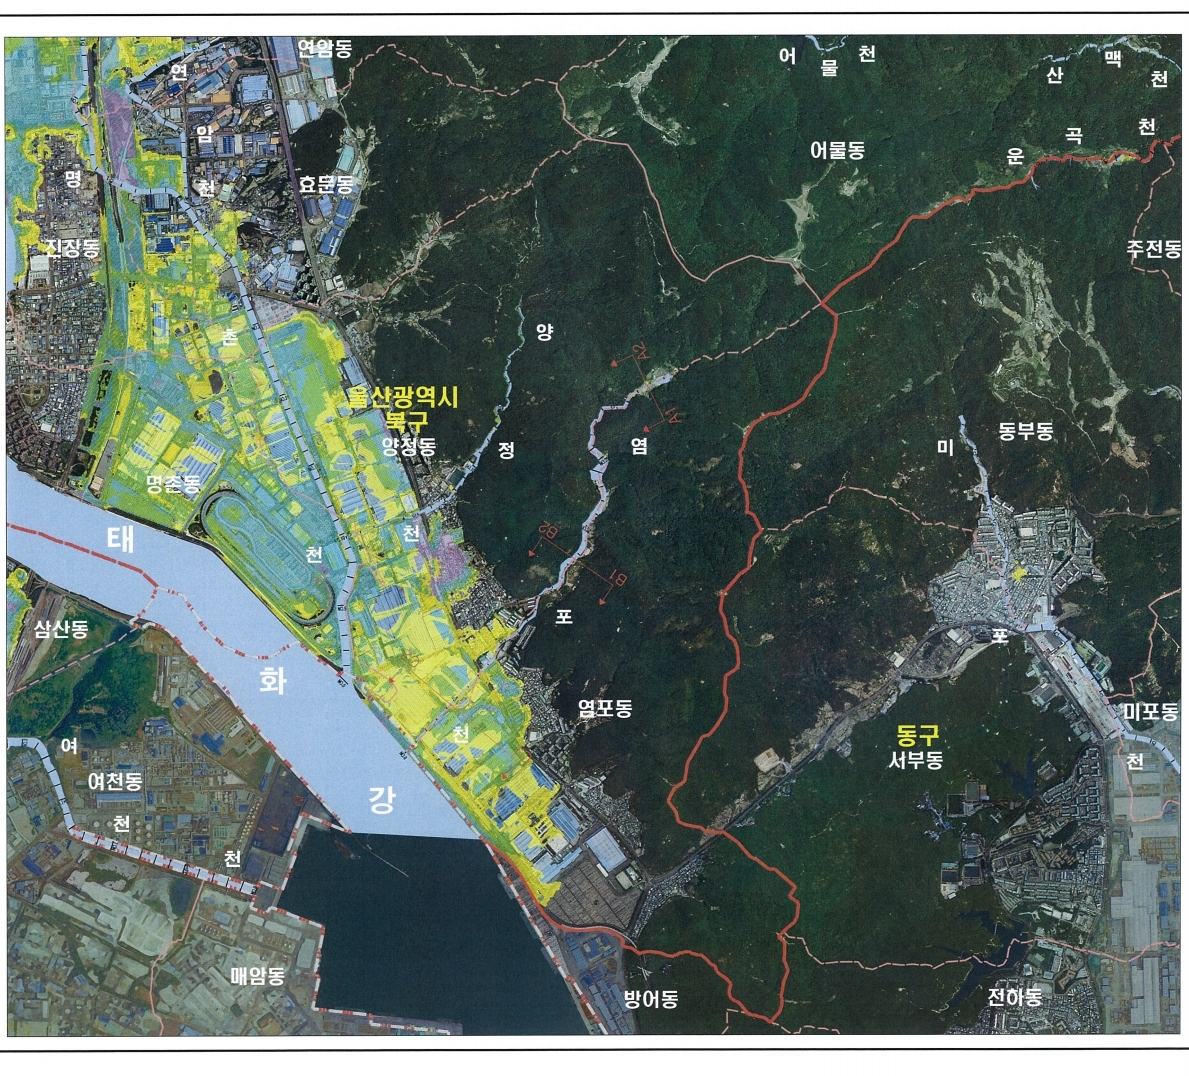 연암동
어 물 천
산 맥 천
연
암
천
운 곡 천
어물동
명
효문동
진장동
주전동
촌
양
A2
A1
울산광역시
북구
양정동
정
염
미
동부동
명촌동
태
천
천
B2
B1
포
삼산동
포
화
염포동
미포동
여
천
동구
서부동
천
여천동
강
천
천
매암동
방어동
전하동